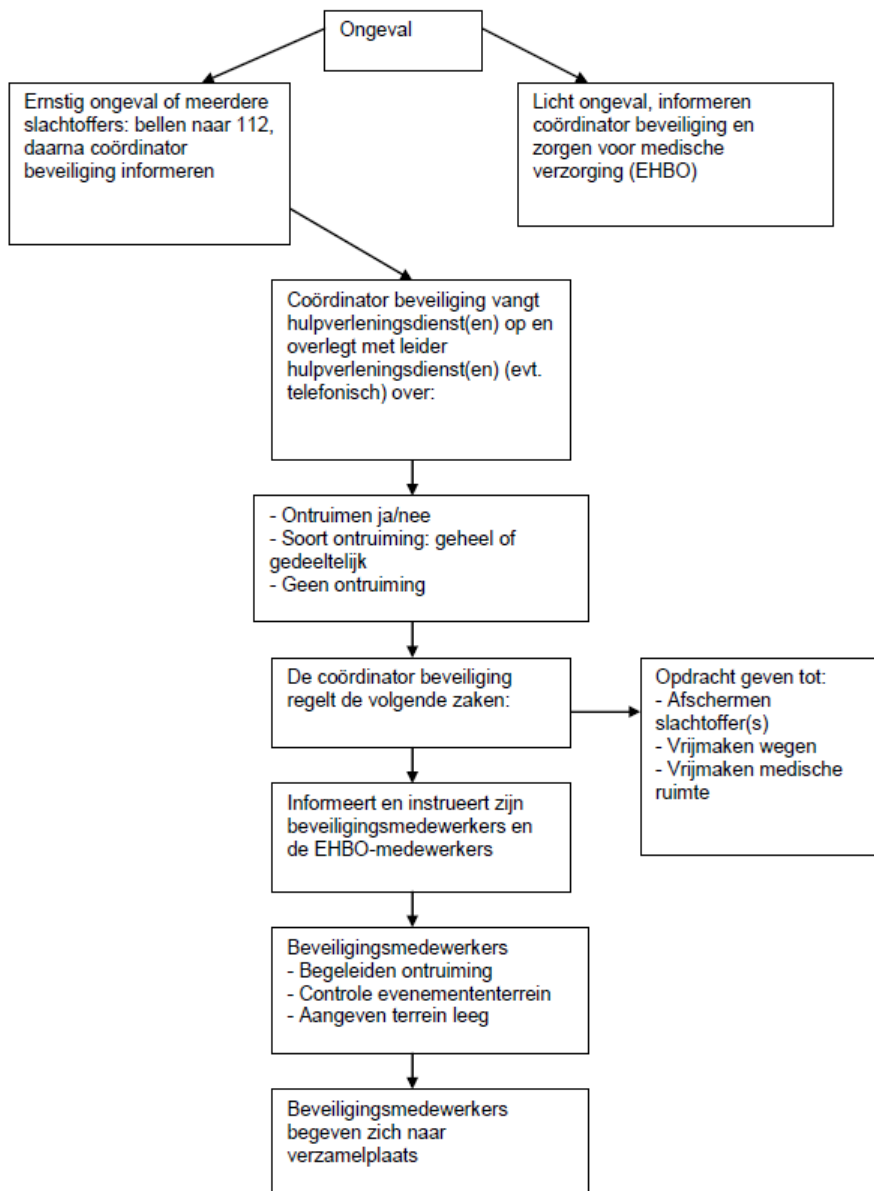 Ongeval
Ernstig ongeval of meerdere
slachtoffers: bellen naar 112,
daarna coördinator
beveiliging informeren
Licht ongeval, informeren
coördinator beveiliging en
zorgen voor medische
verzorging (EHBO)
Coördinator beveiliging vangt
hulpverleningsdienst(en) op en
overlegt met leider
hulpverleningsdienst(en) (evt.
telefonisch) over:
- Ontruimen ja/nee
- Soort ontruiming: geheel of
gedeeltelijk
- Geen ontruiming
De coördinator beveiliging
regelt de volgende zaken:
Opdracht geven tot:
- Afschermen
slachtoffer(s)
- Vrijmaken wegen
- Vrijmaken medische
ruimte
Informeert en instrueert zijn
beveiligingsmedewerkers en
de EHBO-medewerkers
Beveiligingsmedewerkers
- Begeleiden ontruiming
- Controle evenemententerrein
- Aangeven terrein leeg
Beveiligingsmedewerkers
begeven zich naar
verzamelplaats